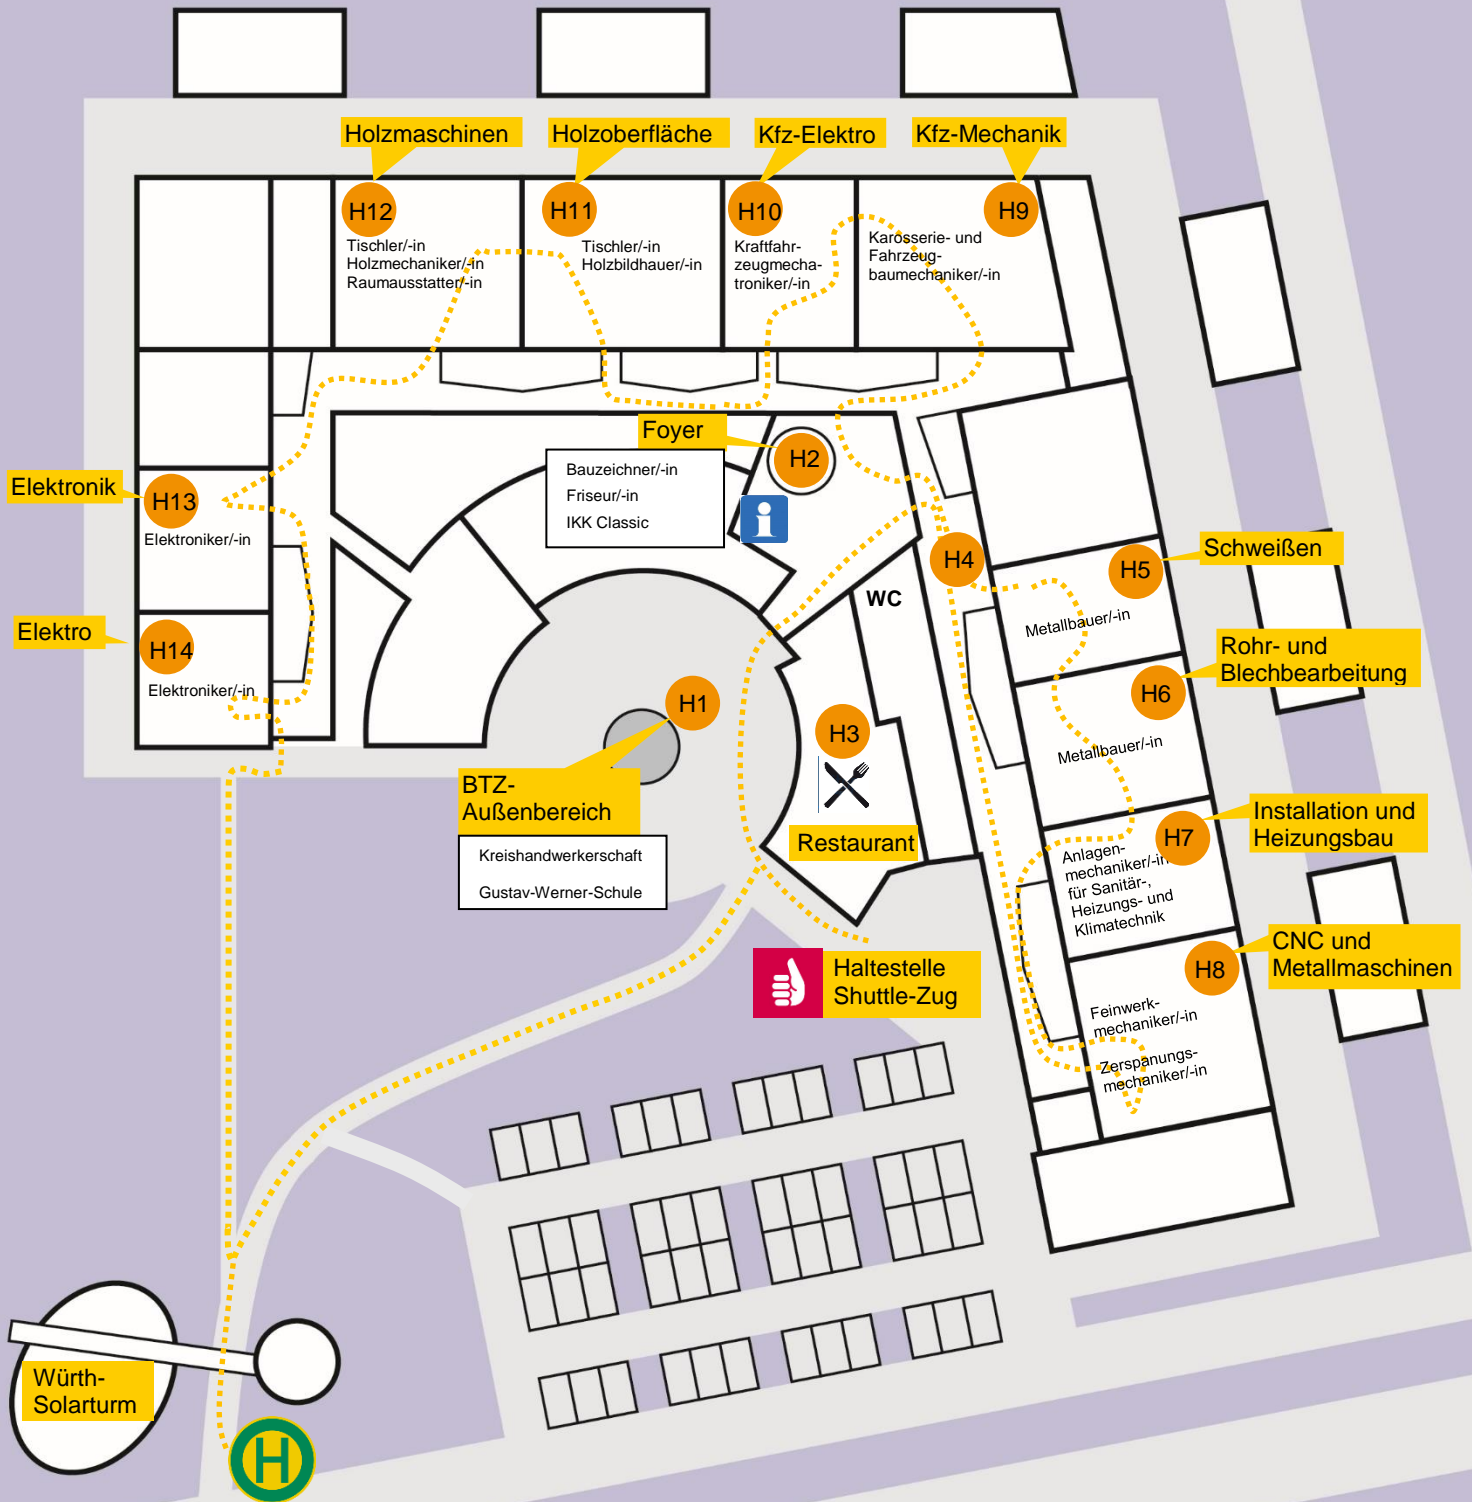 Holzmaschinen
Holzoberfläche
Kfz-Elektro
Kfz-Mechanik
H12
H11
H10
H9
Tischler/-in
Holzmechaniker/-in
Raumausstatter/-in
Tischler/-in
Holzbildhauer/-in
Kraftfahr-
zeugmecha-
troniker/-in
Karosserie- und
Fahrzeug-
baumechaniker/-in
Foyer
H2
Bauzeichner/-in
Friseur/-in
IKK Classic
i
Elektronik
H13
Elektroniker/-in
Elektro
H14
Elektroniker/-in
H4
WC
H5
Schweißen
Metallbauer/-in
H6
Rohr- und
Blechbearbeitung
Metallbauer/-in
H1
BTZ-
Außenbereich
Kreishandwerkerschaft
Gustav-Werner-Schule
H3
Restaurant
H7
Installation und
Heizungsbau
Anlagen-
mechaniker/-in
für Sanitär-,
Heizungs- und
Klimatechnik
H8
CNC und
Metallmaschinen
Feinwerk-
mechaniker/-in
Zerspanungs-
mechaniker/-in
Haltestelle
Shuttle-Zug
Würth-
Solarturm
H